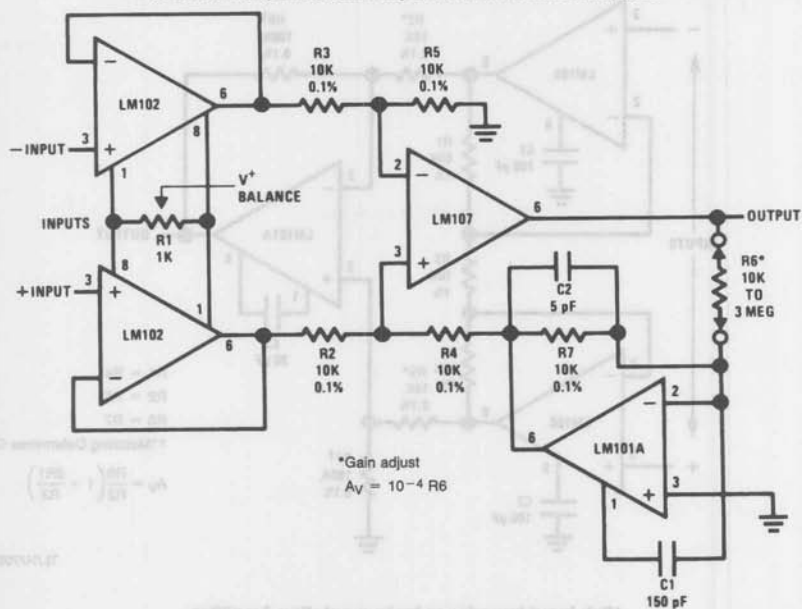 R3
10K
0.1%
R5
10K
0.1%
LM102
6
8
3
1
−INPUT
V+
BALANCE
INPUTS
R1
1K
2
LM107
6
3
OUTPUT
R6*
10K
TO
3 MEG
C2
5 pF
+INPUT
3
8
1
LM102
6
R2
10K
0.1%
R4
10K
0.1%
R7
10K
0.1%
2
LM101A
6
3
1
*Gain adjust
AV = 10−4 R6
C1
150 pF